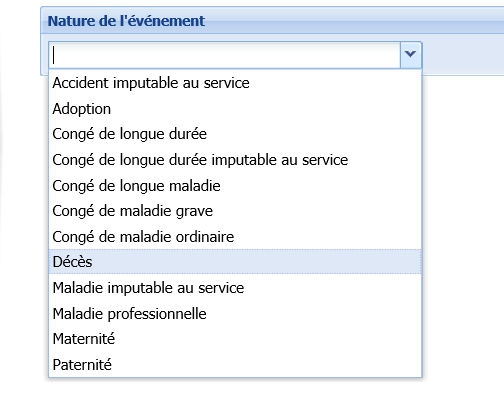 Nature de l'événement
Accident imputable au service
Adoption
Congé de longue durée
Congé de longue durée imputable au service
Congé de longue maladie
Congé de maladie grave
Congé de maladie ordinaire
Décès
Maladie imputable au service
Maladie professionnelle
Maternité
Paternité